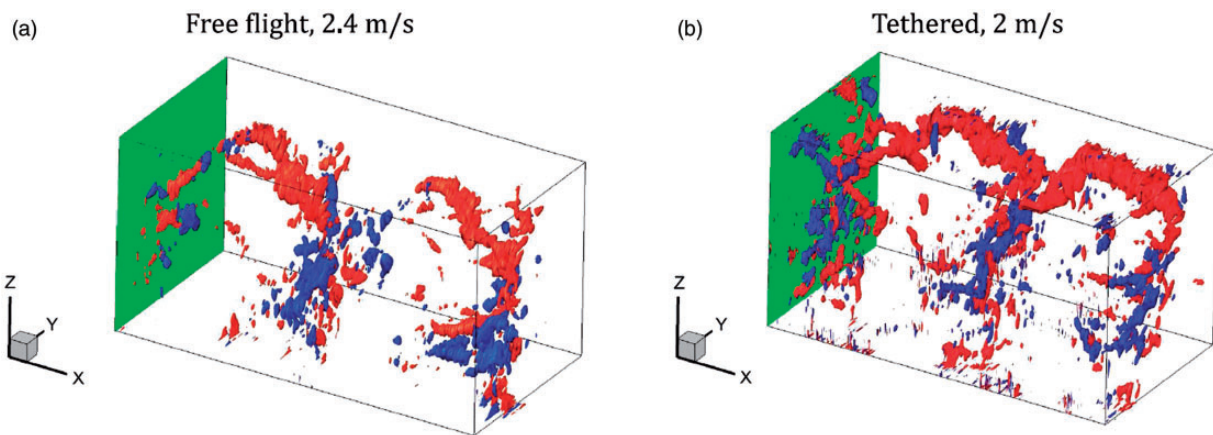 (a)
Free flight, 2.4 m/s
(b)
Tethered, 2 m/s
Z
Y
X
Z
Y
X